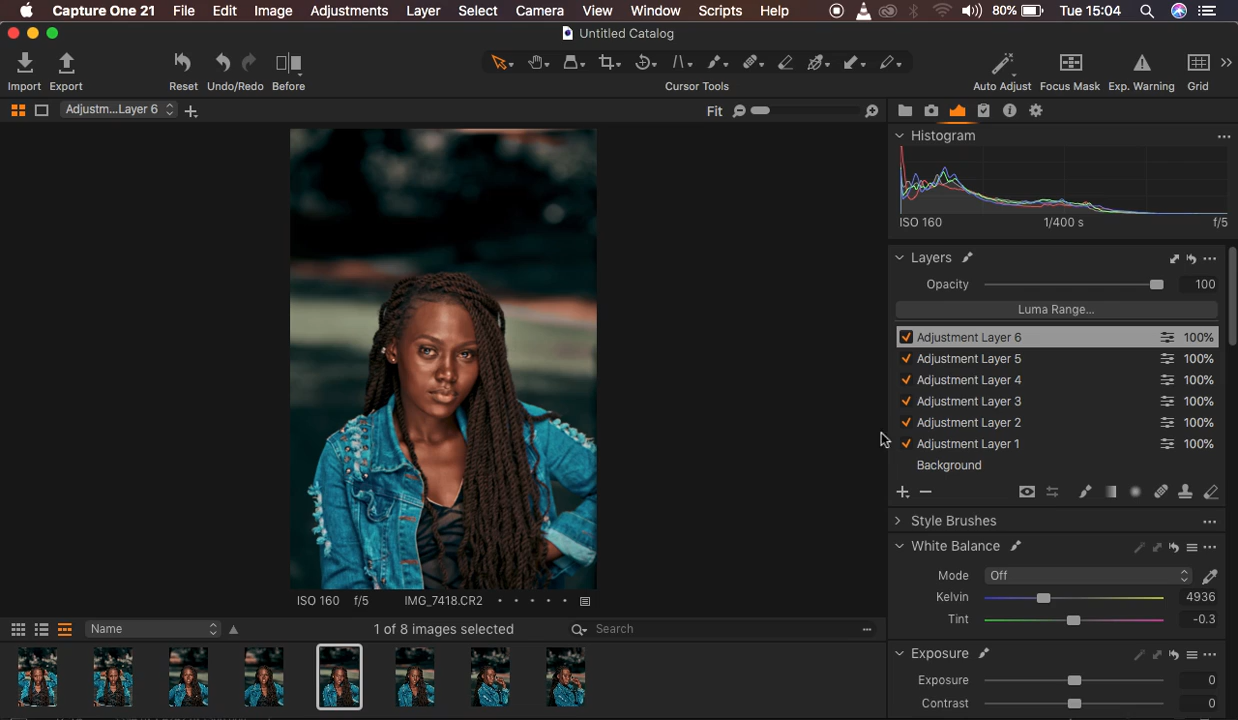 Capture One 21 File Edit Image Adjustments Layer Select Camera View Window Scripts Help 80% Tue 15:04
Untitled Catalog
Import Export Reset Undo/Redo Before Cursor Tools Auto Adjust Focus Mask Exp. Warning Grid
Adjustm...Layer 6 Fit
Histogram
ISO 160 1/400 s f/5
Layers
Opacity 100
Luma Range...
Adjustment Layer 6 100%
Adjustment Layer 5 100%
Adjustment Layer 4 100%
Adjustment Layer 3 100%
Adjustment Layer 2 100%
Adjustment Layer 1 100%
Background
Style Brushes
White Balance
Mode Off
Kelvin 4936
Tint -0.3
Exposure
Exposure 0
Contrast 0
ISO 160 f/5 IMG_7418.CR2
Name 1 of 8 images selected Search